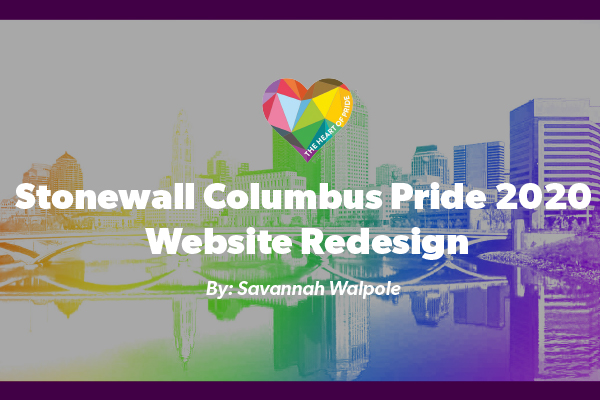 THE HEART OF PRIDE
Stonewall Columbus Pride 2020
Website Redesign
By: Savannah Walpole